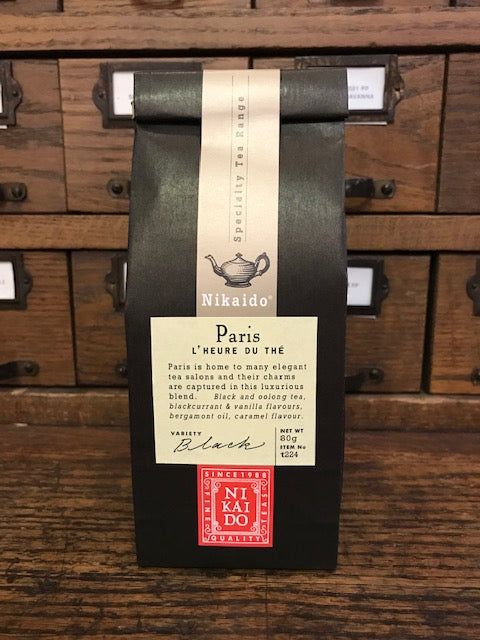 Specialty Tea Range
Nikaido®
Paris
L'HEURE DU THÉ
Paris is home to many elegant
tea salons and their charms
are captured in this luxurious
blend. Black and oolong tea,
blackcurrant & vanilla flavours,
bergamont oil, caramel flavour.
VARIETY
Black
NET WT
80g
ITEM No
t224
SINCE 1988
FINE
NI
KAI
DO
TEAS
QUALITY